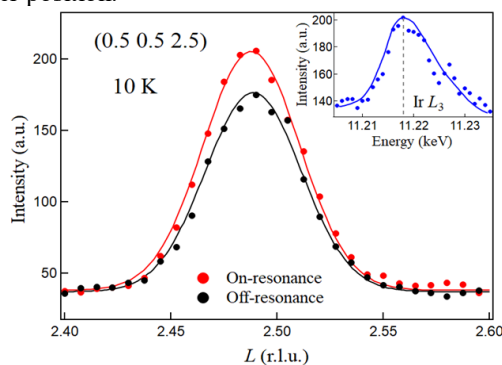 (0.5 0.5 2.5)
10 K
Intensity (a.u.)
200
150
100
50
2.40
2.45
2.50
2.55
2.60
L (r.l.u.)
On-resonance
Off-resonance
Intensity (a.u.)
200
180
160
140
11.21
11.22
11.23
Energy (keV)
Ir L3